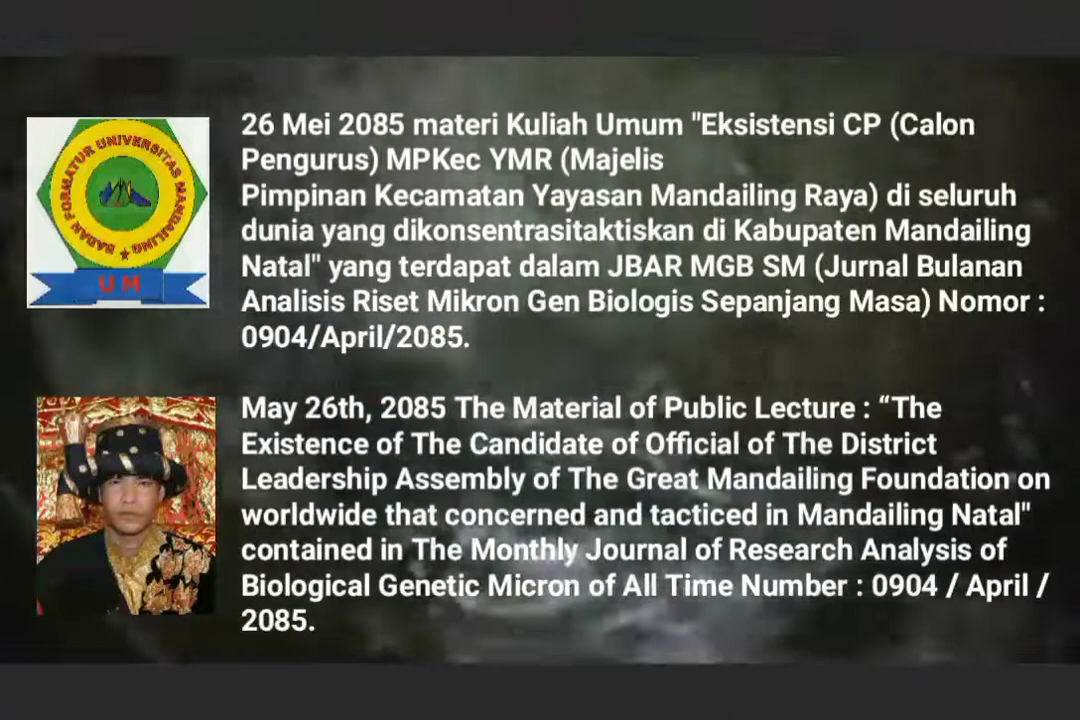 BADAN FORMATUR UNIVERSITAS MANDAILING
U M
26 Mei 2085 materi Kuliah Umum "Eksistensi CP (Calon
Pengurus) MPKec YMR (Majelis
Pimpinan Kecamatan Yayasan Mandailing Raya) di seluruh
dunia yang dikonsentrasitaktiskan di Kabupaten Mandailing
Natal" yang terdapat dalam JBAR MGB SM (Jurnal Bulanan
Analisis Riset Mikron Gen Biologis Sepanjang Masa) Nomor :
0904/April/2085.
May 26th, 2085 The Material of Public Lecture : “The
Existence of The Candidate of Official of The District
Leadership Assembly of The Great Mandailing Foundation on
worldwide that concerned and tacticed in Mandailing Natal"
contained in The Monthly Journal of Research Analysis of
Biological Genetic Micron of All Time Number : 0904 / April /
2085.